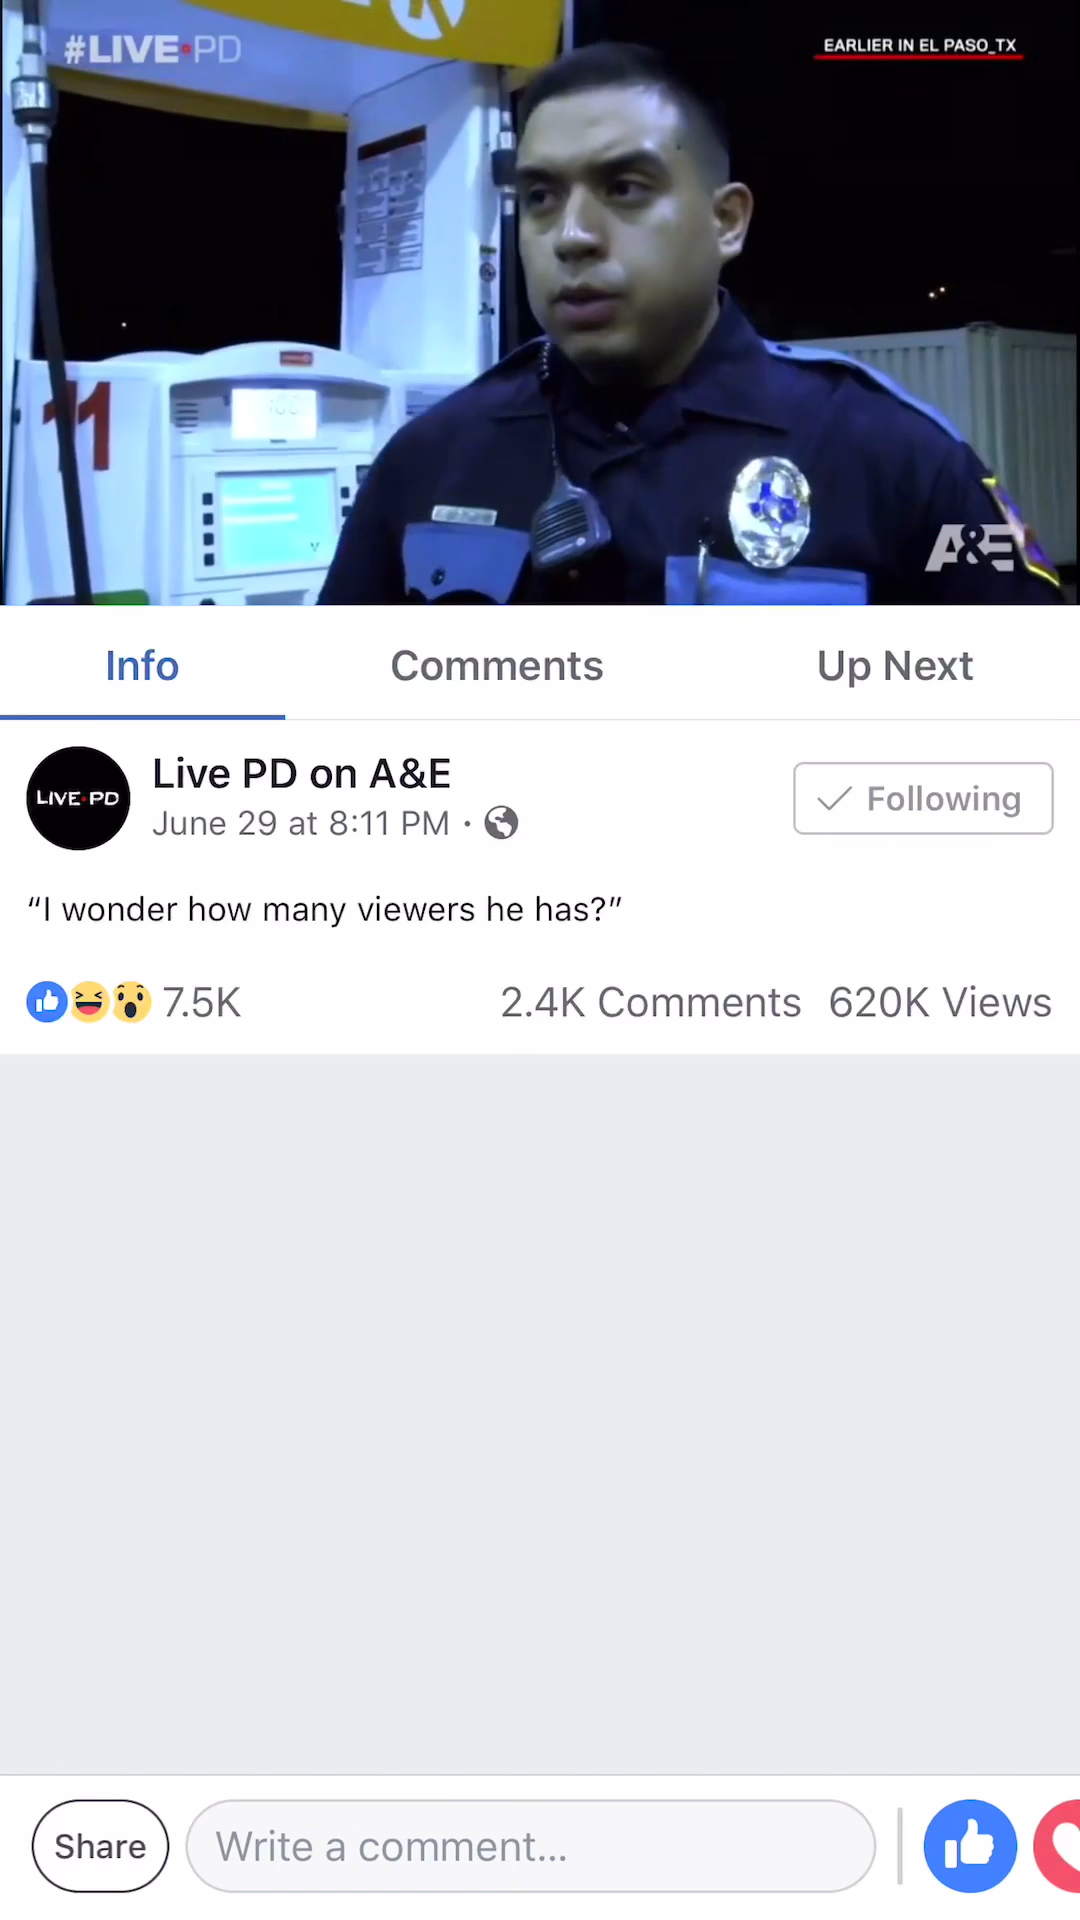 #LIVE PD
EARLIER IN EL PASO_TX
11
A&E
Info
Comments
Up Next
LIVE PD
Live PD on A&E
June 29 at 8:11 PM ·
Following
“I wonder how many viewers he has?”
7.5K
2.4K Comments
620K Views
Share
Write a comment...